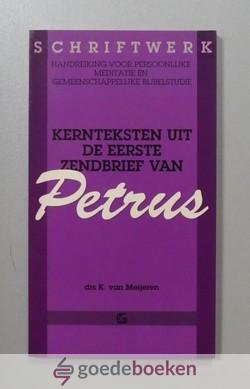 SCHRIFTWERK
HANDREIKING VOOR PERSOONLIJKE
MEDITATIE EN
GEMEENSCHAPPELIJKE BIJBELSTUDIE
KERNTEKSTEN UIT
DE EERSTE
ZENDBRIEF VAN
Petrus
drs K. van Meijeren
goedeboeken